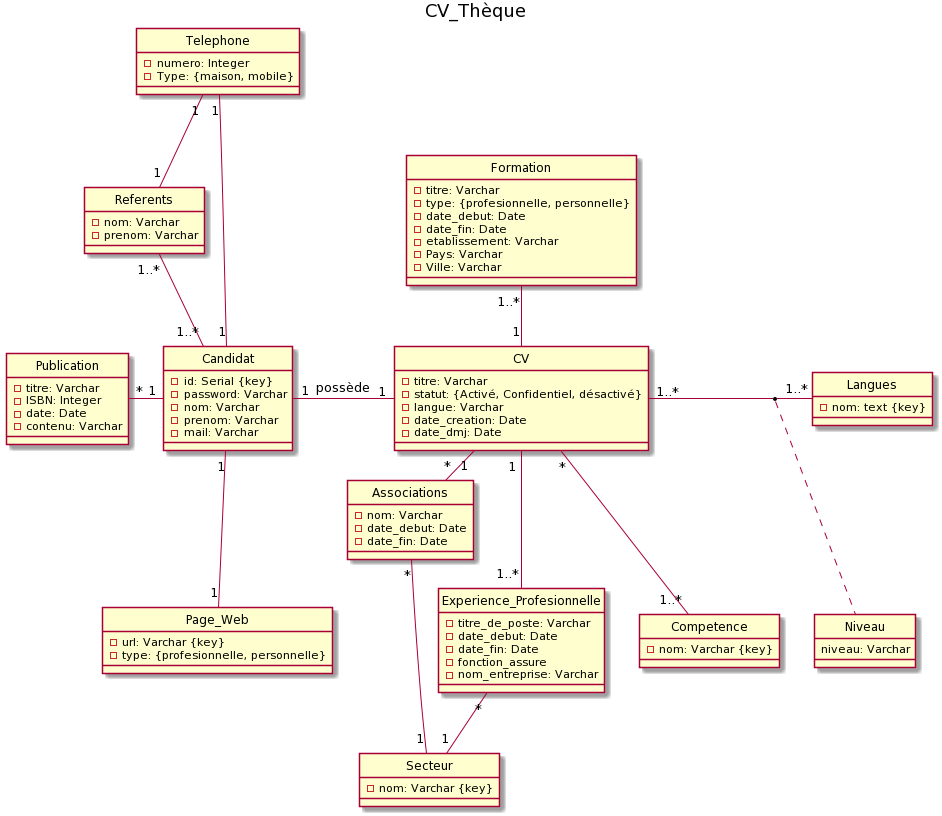 CV_Thèque
Telephone
numero: Integer
Type: {maison, mobile}
1
1
1
Referents
nom: Varchar
prenom: Varchar
1..*
1..*
1
Formation
titre: Varchar
type: {profesionnelle, personnelle}
date_debut: Date
date_fin: Date
etablissement: Varchar
Pays: Varchar
Ville: Varchar
1..*
1
Publication
titre: Varchar
ISBN: Integer
date: Date
contenu: Varchar
* 1
Candidat
id: Serial {key}
password: Varchar
nom: Varchar
prenom: Varchar
mail: Varchar
1 possède 1
CV
titre: Varchar
statut: {Activé, Confidentiel, désactivé}
langue: Varchar
date_creation: Date
date_dmj: Date
1..*
1..*
Langues
nom: text {key}
1
1
Page_Web
url: Varchar {key}
type: {profesionnelle, personnelle}
* 1
Associations
nom: Varchar
date_debut: Date
date_fin: Date
*
1
1
1..*
Experience_Profesionnelle
titre_de_poste: Varchar
date_debut: Date
date_fin: Date
fonction_assure
nom_entreprise: Varchar
*
1
*
1..*
Competence
nom: Varchar {key}
Niveau
niveau: Varchar
Secteur
nom: Varchar {key}